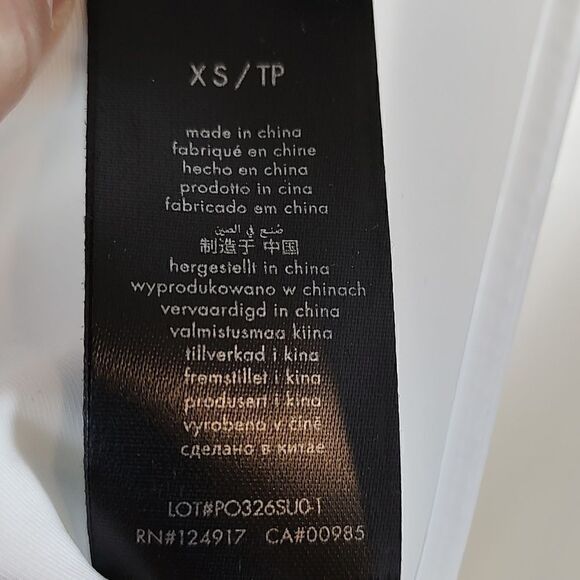 XS/TP
made in china
fabriqué en chine
hecho en china
prodotto in cina
fabricado em china
صنع في الصين
制造于 中国
hergestellt in china
wyprodukowano w chinach
vervaardigd in china
valmistusmaa kiina
tillverkad i kina
fremstillet i kina
produsert i kina
vyrobeno v cíně
сделано в китае
LOT#PO326SU0-1
RN#124917 CA#00985